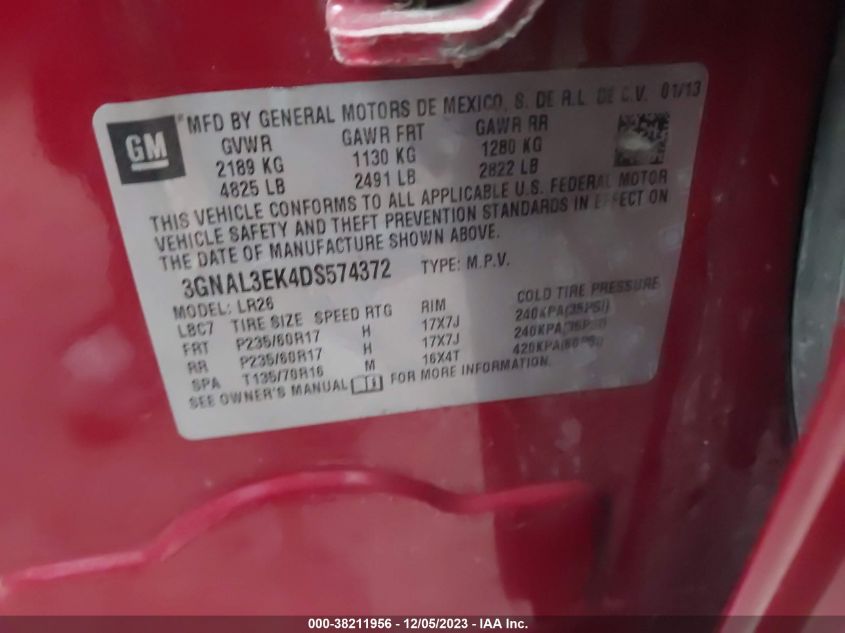 GM
® MFD BY GENERAL MOTORS DE MEXICO, S. DE R.L. DE C.V. 01/13
GVWR GAWR FRT GAWR RR
2189 KG 1130 KG 1280 KG
4825 LB 2491 LB 2822 LB
THIS VEHICLE CONFORMS TO ALL APPLICABLE U.S. FEDERAL MOTOR
VEHICLE SAFETY AND THEFT PREVENTION STANDARDS IN EFFECT ON
THE DATE OF MANUFACTURE SHOWN ABOVE.
3GNAL3EK4DS574372 TYPE: M.P.V.
MODEL: LR26
L8C7 TIRE SIZE SPEED RTG RIM COLD TIRE PRESSURE
FRT P235/60R17 H 17X7J 240KPA(35PSI)
RR P235/60R17 H 17X7J 240KPA(35PSI)
SPA T135/70R16 M 16X4T 420KPA(60PSI)
SEE OWNER'S MANUAL FOR MORE INFORMATION.
000-38211956 - 12/05/2023 - IAA Inc.